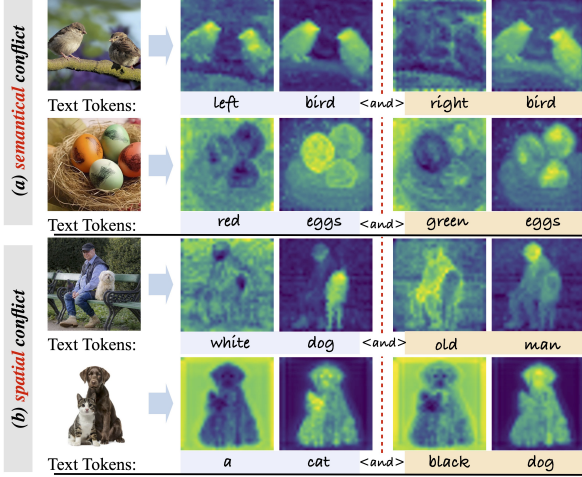 (a) semantical conflict
Text Tokens: left bird <and> right bird
Text Tokens: red eggs <and> green eggs
(b) spatial conflict
Text Tokens: white dog <and> old man
Text Tokens: a cat <and> black dog